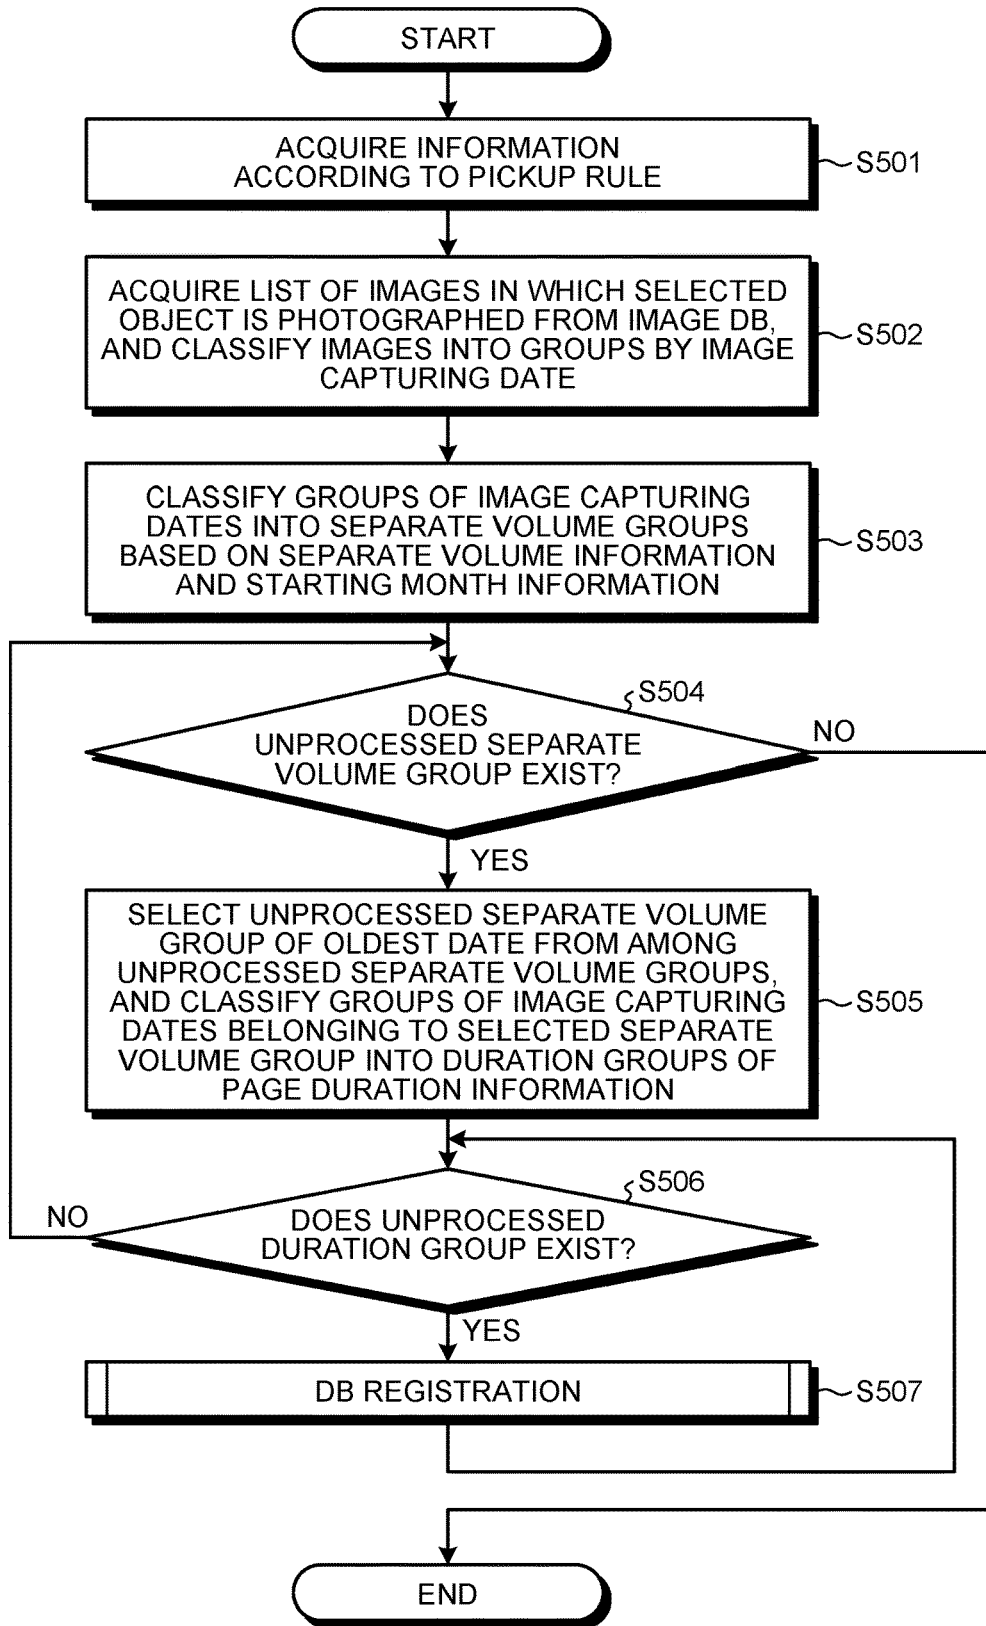 START
ACQUIRE INFORMATION
ACCORDING TO PICKUP RULE
S501
ACQUIRE LIST OF IMAGES IN WHICH SELECTED
OBJECT IS PHOTOGRAPHED FROM IMAGE DB,
AND CLASSIFY IMAGES INTO GROUPS BY IMAGE
CAPTURING DATE
S502
CLASSIFY GROUPS OF IMAGE CAPTURING
DATES INTO SEPARATE VOLUME GROUPS
BASED ON SEPARATE VOLUME INFORMATION
AND STARTING MONTH INFORMATION
S503
S504
DOES
UNPROCESSED SEPARATE
VOLUME GROUP EXIST?
NO
YES
SELECT UNPROCESSED SEPARATE VOLUME
GROUP OF OLDEST DATE FROM AMONG
UNPROCESSED SEPARATE VOLUME GROUPS,
AND CLASSIFY GROUPS OF IMAGE CAPTURING
DATES BELONGING TO SELECTED SEPARATE
VOLUME GROUP INTO DURATION GROUPS OF
PAGE DURATION INFORMATION
S505
S506
NO
DOES UNPROCESSED
DURATION GROUP EXIST?
YES
DB REGISTRATION
S507
END